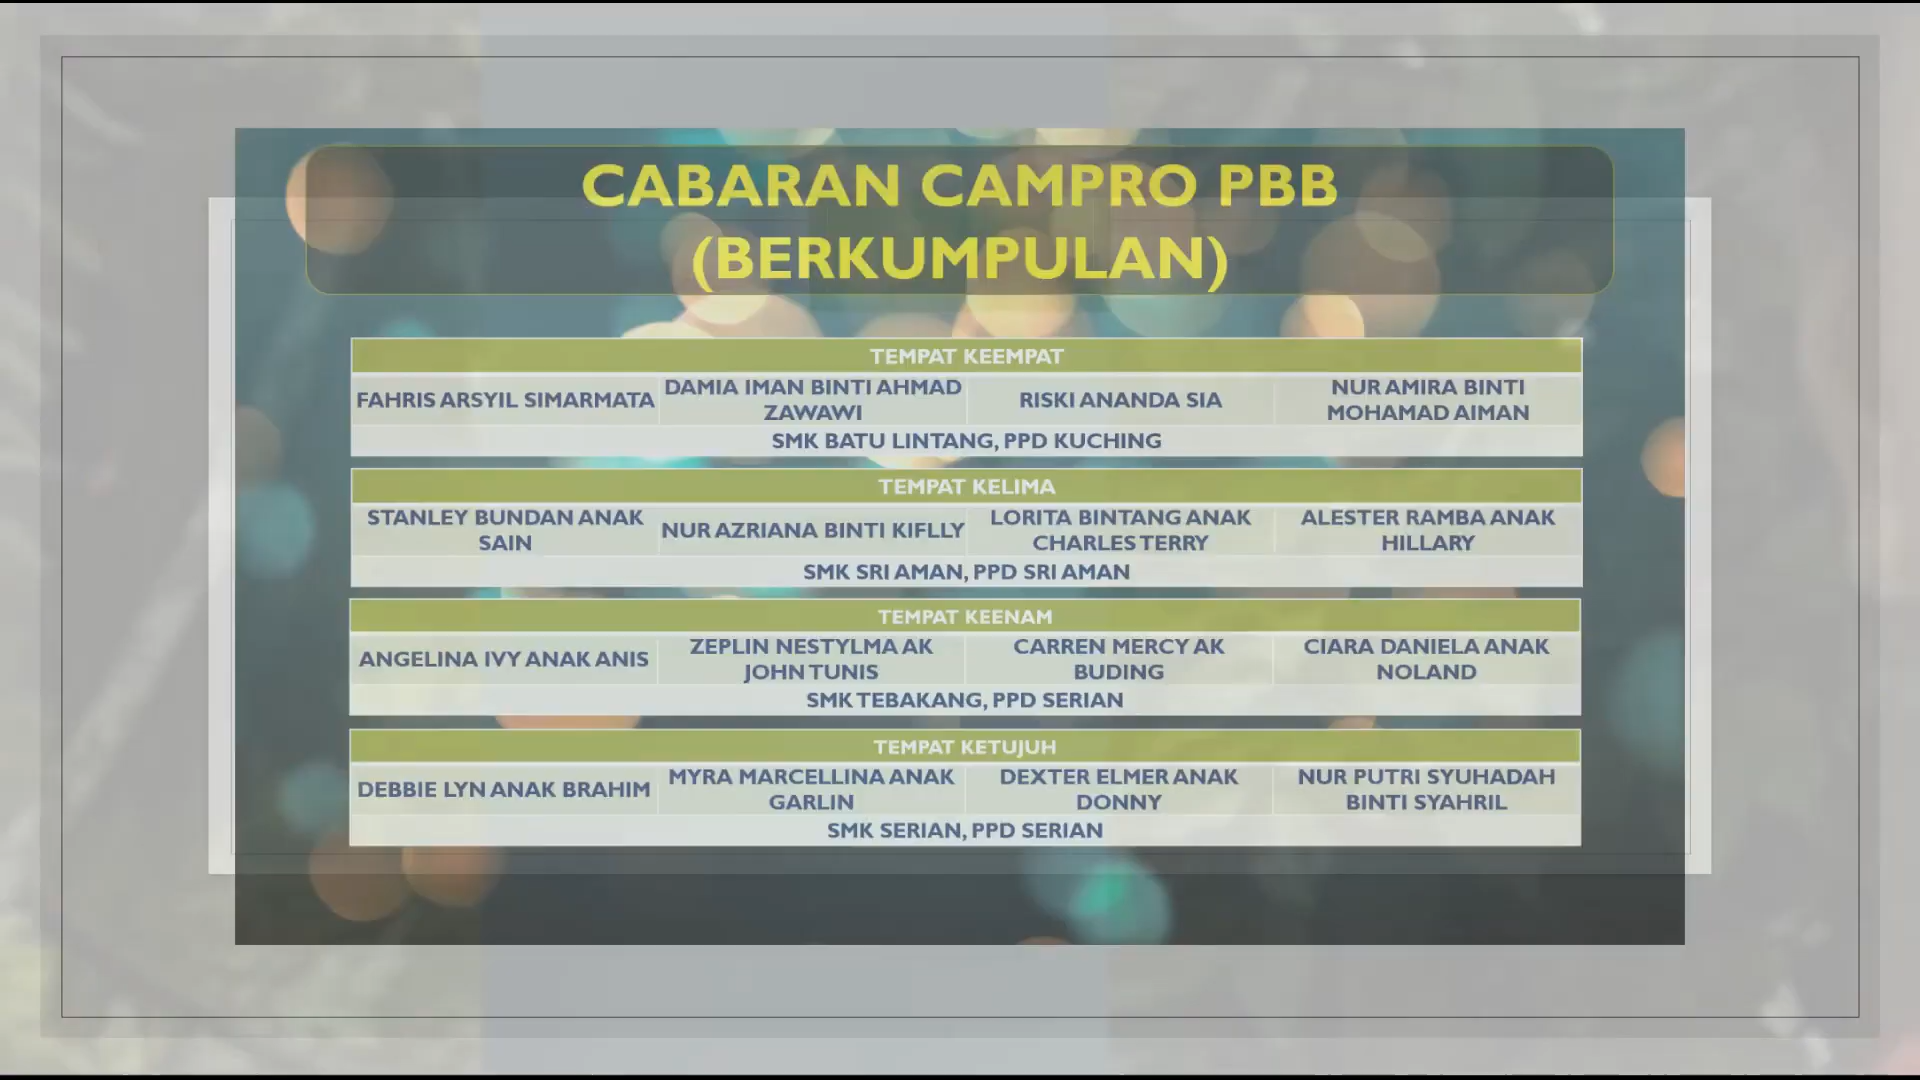 CABARAN CAMPRO PBB
(BERKUMPULAN)
TEMPAT KEEMPAT
FAHRIS ARSYIL SIMARMATA
DAMIA IMAN BINTI AHMAD
ZAWAWI
RISKI ANANDA SIA
NUR AMIRA BINTI
MOHAMAD AIMAN
SMK BATU LINTANG, PPD KUCHING
TEMPAT KELIMA
STANLEY BUNDAN ANAK
SAIN
NUR AZRIANA BINTI KIFLLY
LORITA BINTANG ANAK
CHARLES TERRY
ALESTER RAMBA ANAK
HILLARY
SMK SRI AMAN, PPD SRI AMAN
TEMPAT KEENAM
ANGELINA IVY ANAK ANIS
ZEPLIN NESTYLMA AK
JOHN TUNIS
CARREN MERCY AK
BUDING
CIARA DANIELA ANAK
NOLAND
SMK TEBAKANG, PPD SERIAN
TEMPAT KETUJUH
DEBBIE LYN ANAK BRAHIM
MYRA MARCELLINA ANAK
GARLIN
DEXTER ELMER ANAK
DONNY
NUR PUTRI SYUHADAH
BINTI SYAHRIL
SMK SERIAN, PPD SERIAN